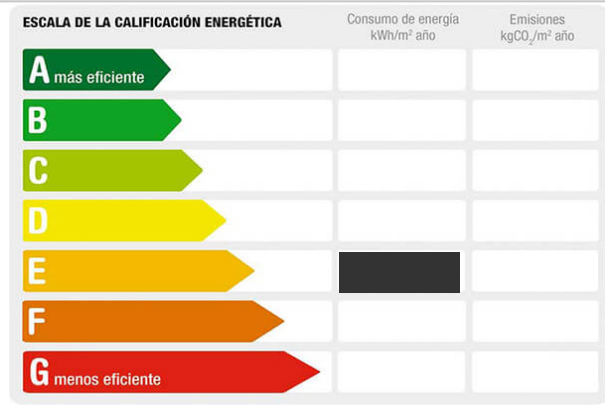 ESCALA DE LA CALIFICACIÓN ENERGÉTICA
Consumo de energía
kWh/m² año
Emisiones
kgCO₂/m² año
A más eficiente
B
C
D
E
F
G menos eficiente